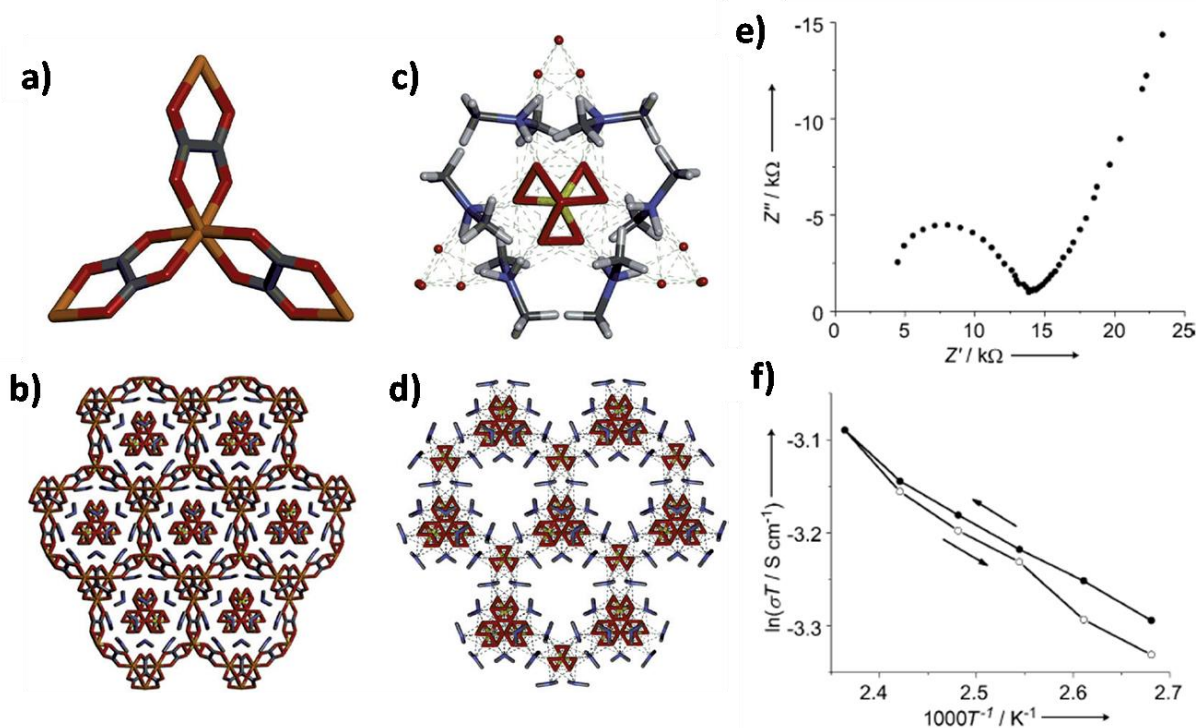 a)
b)
c)
d)
e)
-15
-10
-5
0
0
5
10
15
20
25
Z″ / kΩ
Z′ / kΩ
f)
-3.1
-3.2
-3.3
2.4
2.5
2.6
2.7
ln(σT / S cm⁻¹)
1000T⁻¹ / K⁻¹